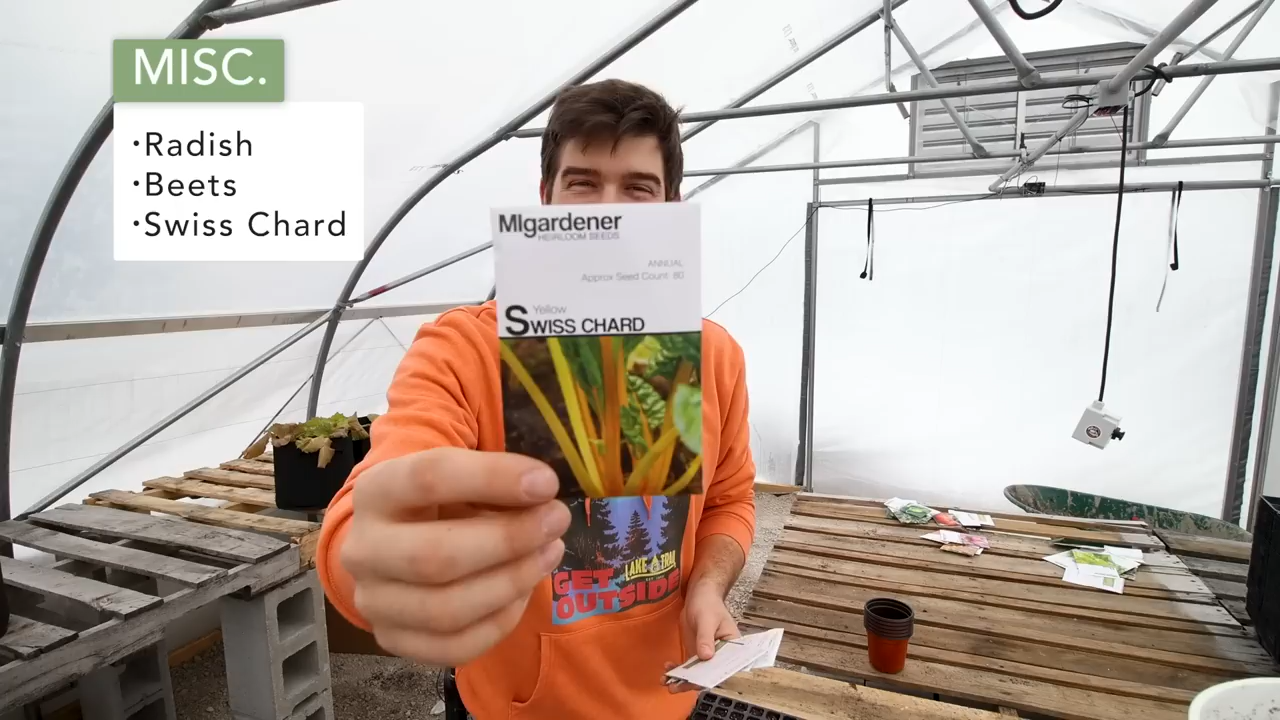 MISC.
•Radish
•Beets
•Swiss Chard
MIgardener
HEIRLOOM SEEDS
ANNUAL
Approx Seed Count: 80
Yellow
SWISS CHARD
LAKE TRAIL
GET
OUTSIDE